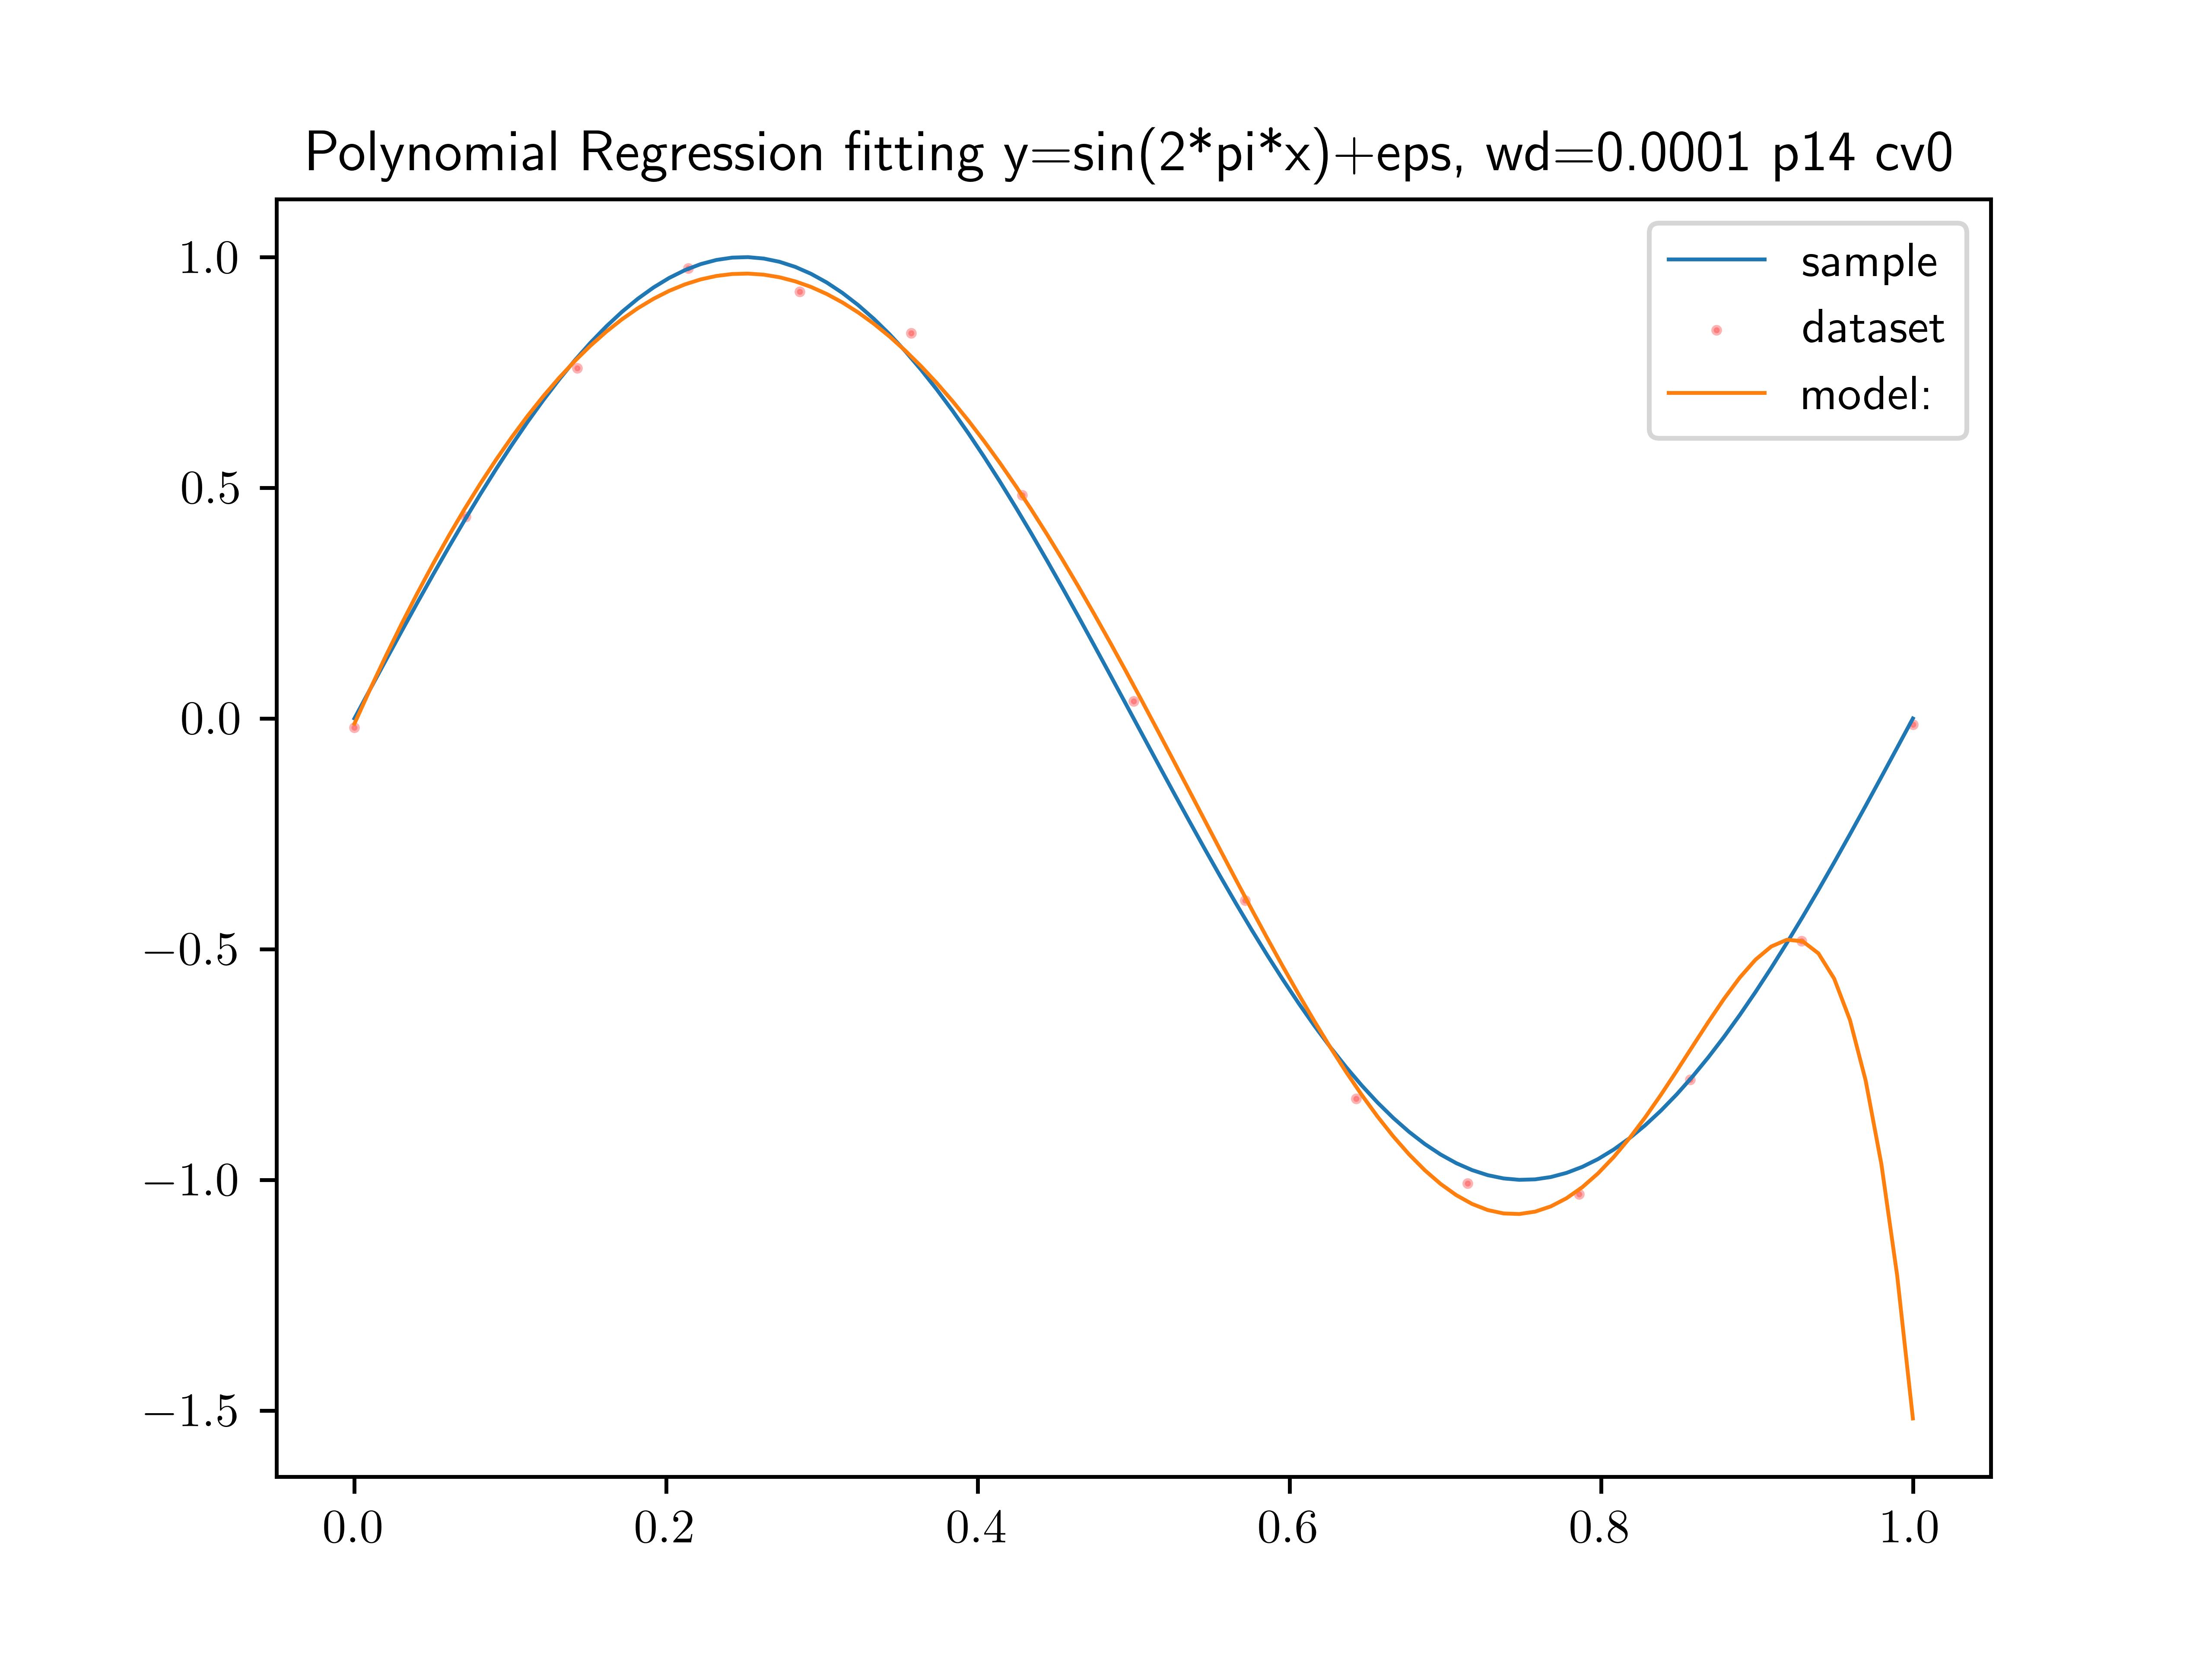 Polynomial Regression fitting y=sin(2*pi*x)+eps, wd=0.0001 p14 cv0
sample
dataset
model:
1.0
0.5
0.0
−0.5
−1.0
−1.5
0.0 0.2 0.4 0.6 0.8 1.0